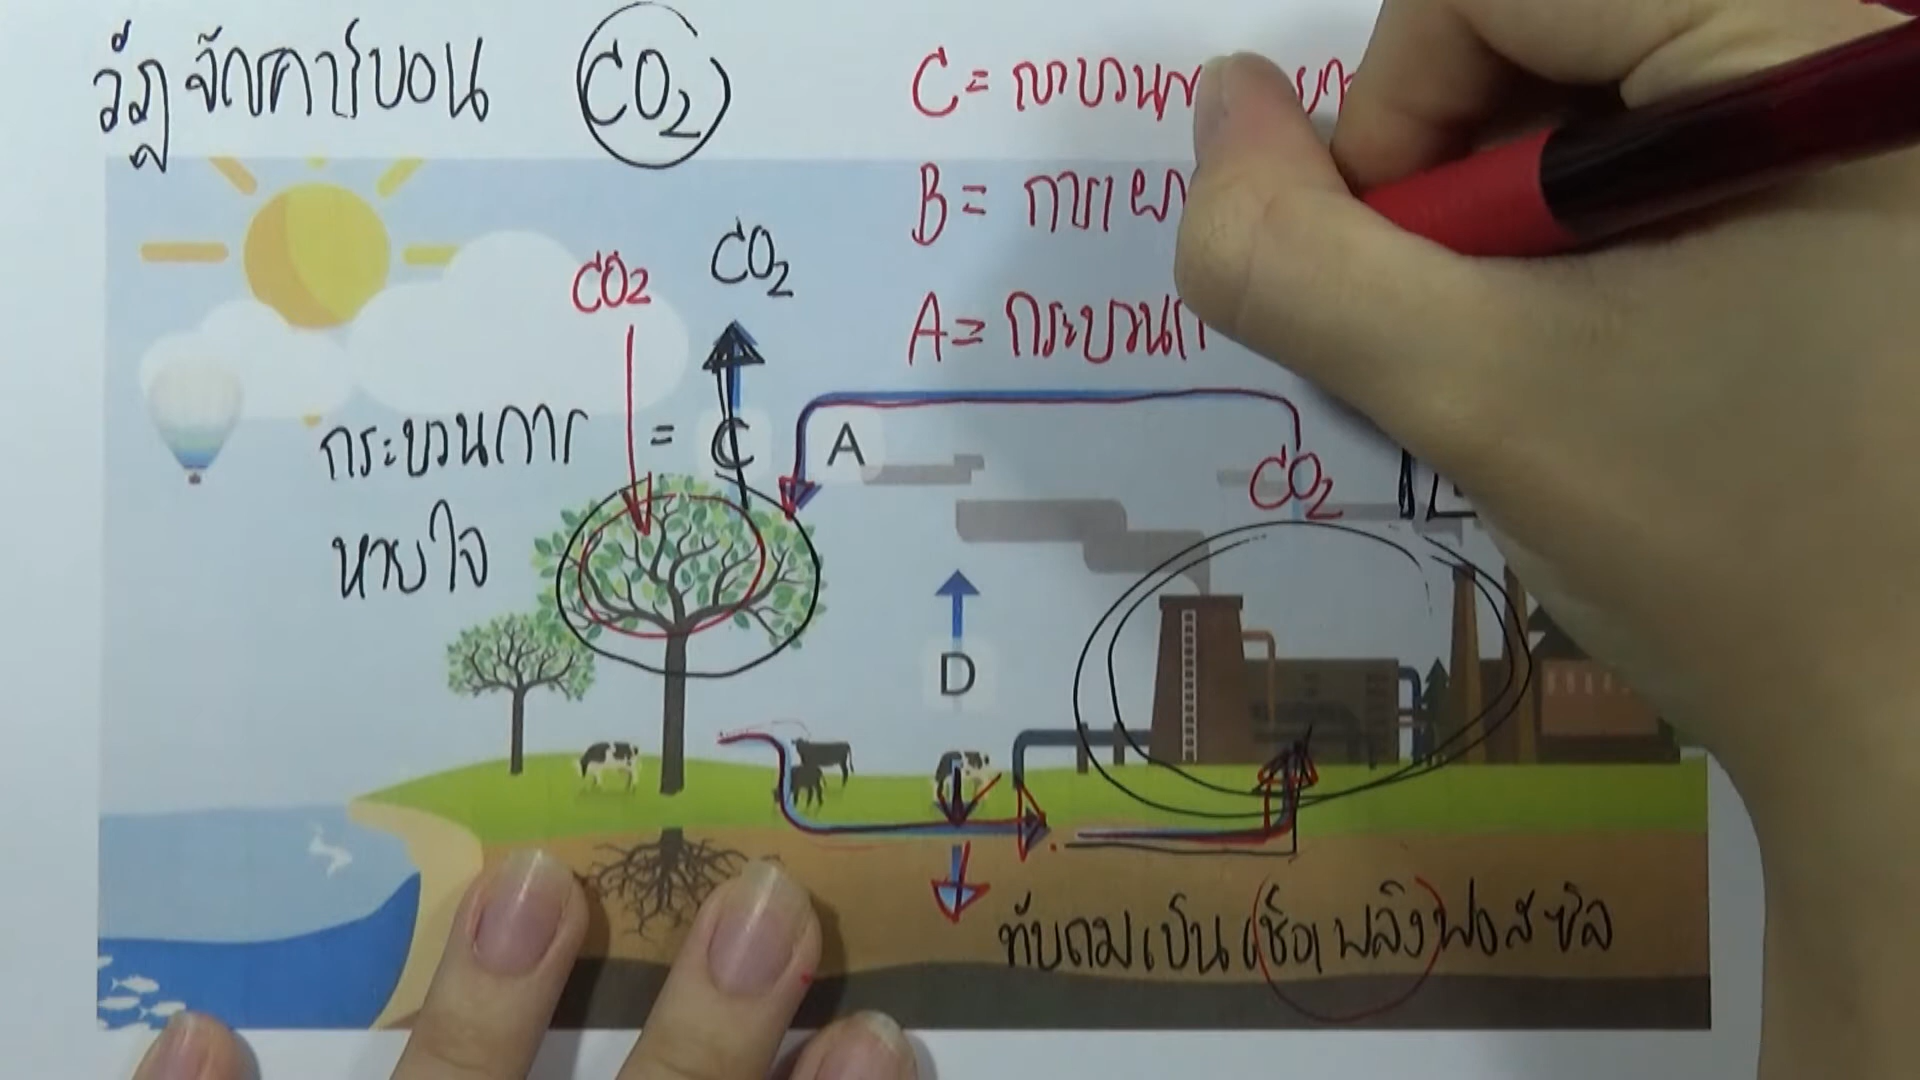 วัฏจักรคาร์บอน CO2
C = กระบวนกา
B = การเผา
CO2 CO2
A = กระบวนกา
กระบวนการ = C A
หายใจ
CO2
D
ทับถมเป็นเชื้อเพลิงฟอสซิล